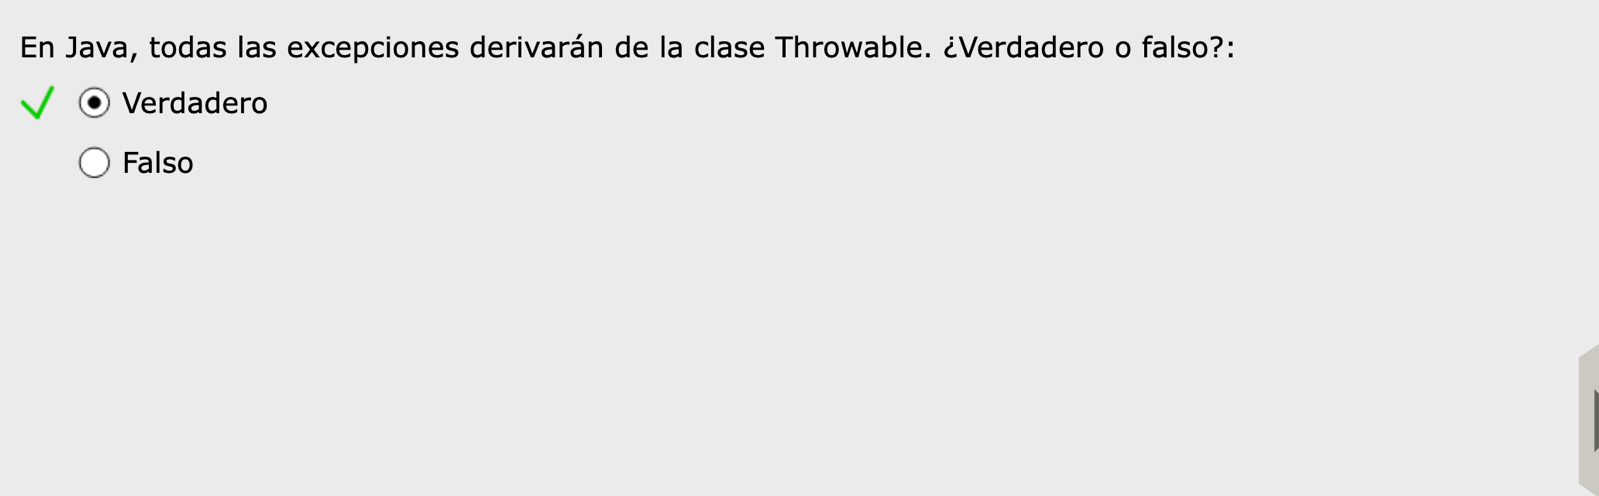 En Java, todas las excepciones derivarán de la clase Throwable. ¿Verdadero o falso?:
Verdadero
Falso